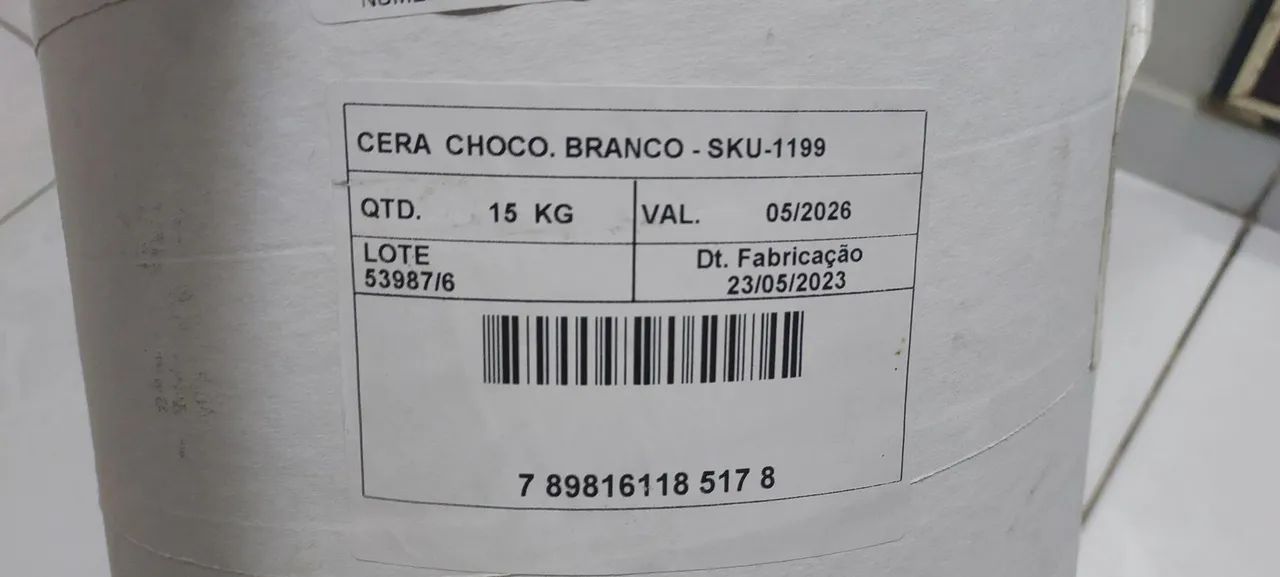 CERA CHOCO. BRANCO - SKU-1199
QTD. 15 KG VAL. 05/2026
LOTE
53987/6
Dt. Fabricação
23/05/2023
7 89816118 517 8